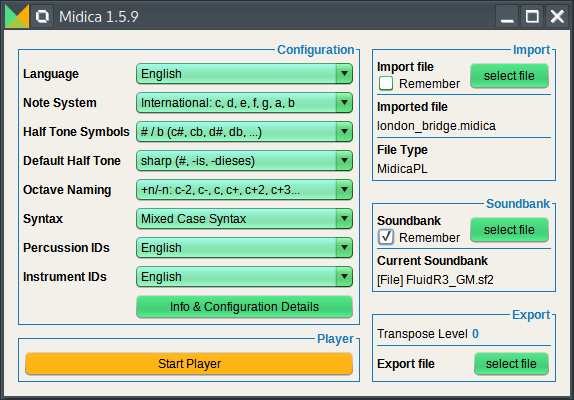 Midica 1.5.9
Configuration
Language English
Note System International: c, d, e, f, g, a, b
Half Tone Symbols # / b (c#, cb, d#, db, ...)
Default Half Tone sharp (#, -is, -dieses)
Octave Naming +n/-n: c-2, c-, c, c+, c+2, c+3...
Syntax Mixed Case Syntax
Percussion IDs English
Instrument IDs English
Info & Configuration Details
Player
Start Player
Import
Import file
Remember
select file
Imported file
london_bridge.midica
File Type
MidicaPL
Soundbank
Soundbank
Remember
select file
Current Soundbank
[File] FluidR3_GM.sf2
Export
Transpose Level 0
Export file select file